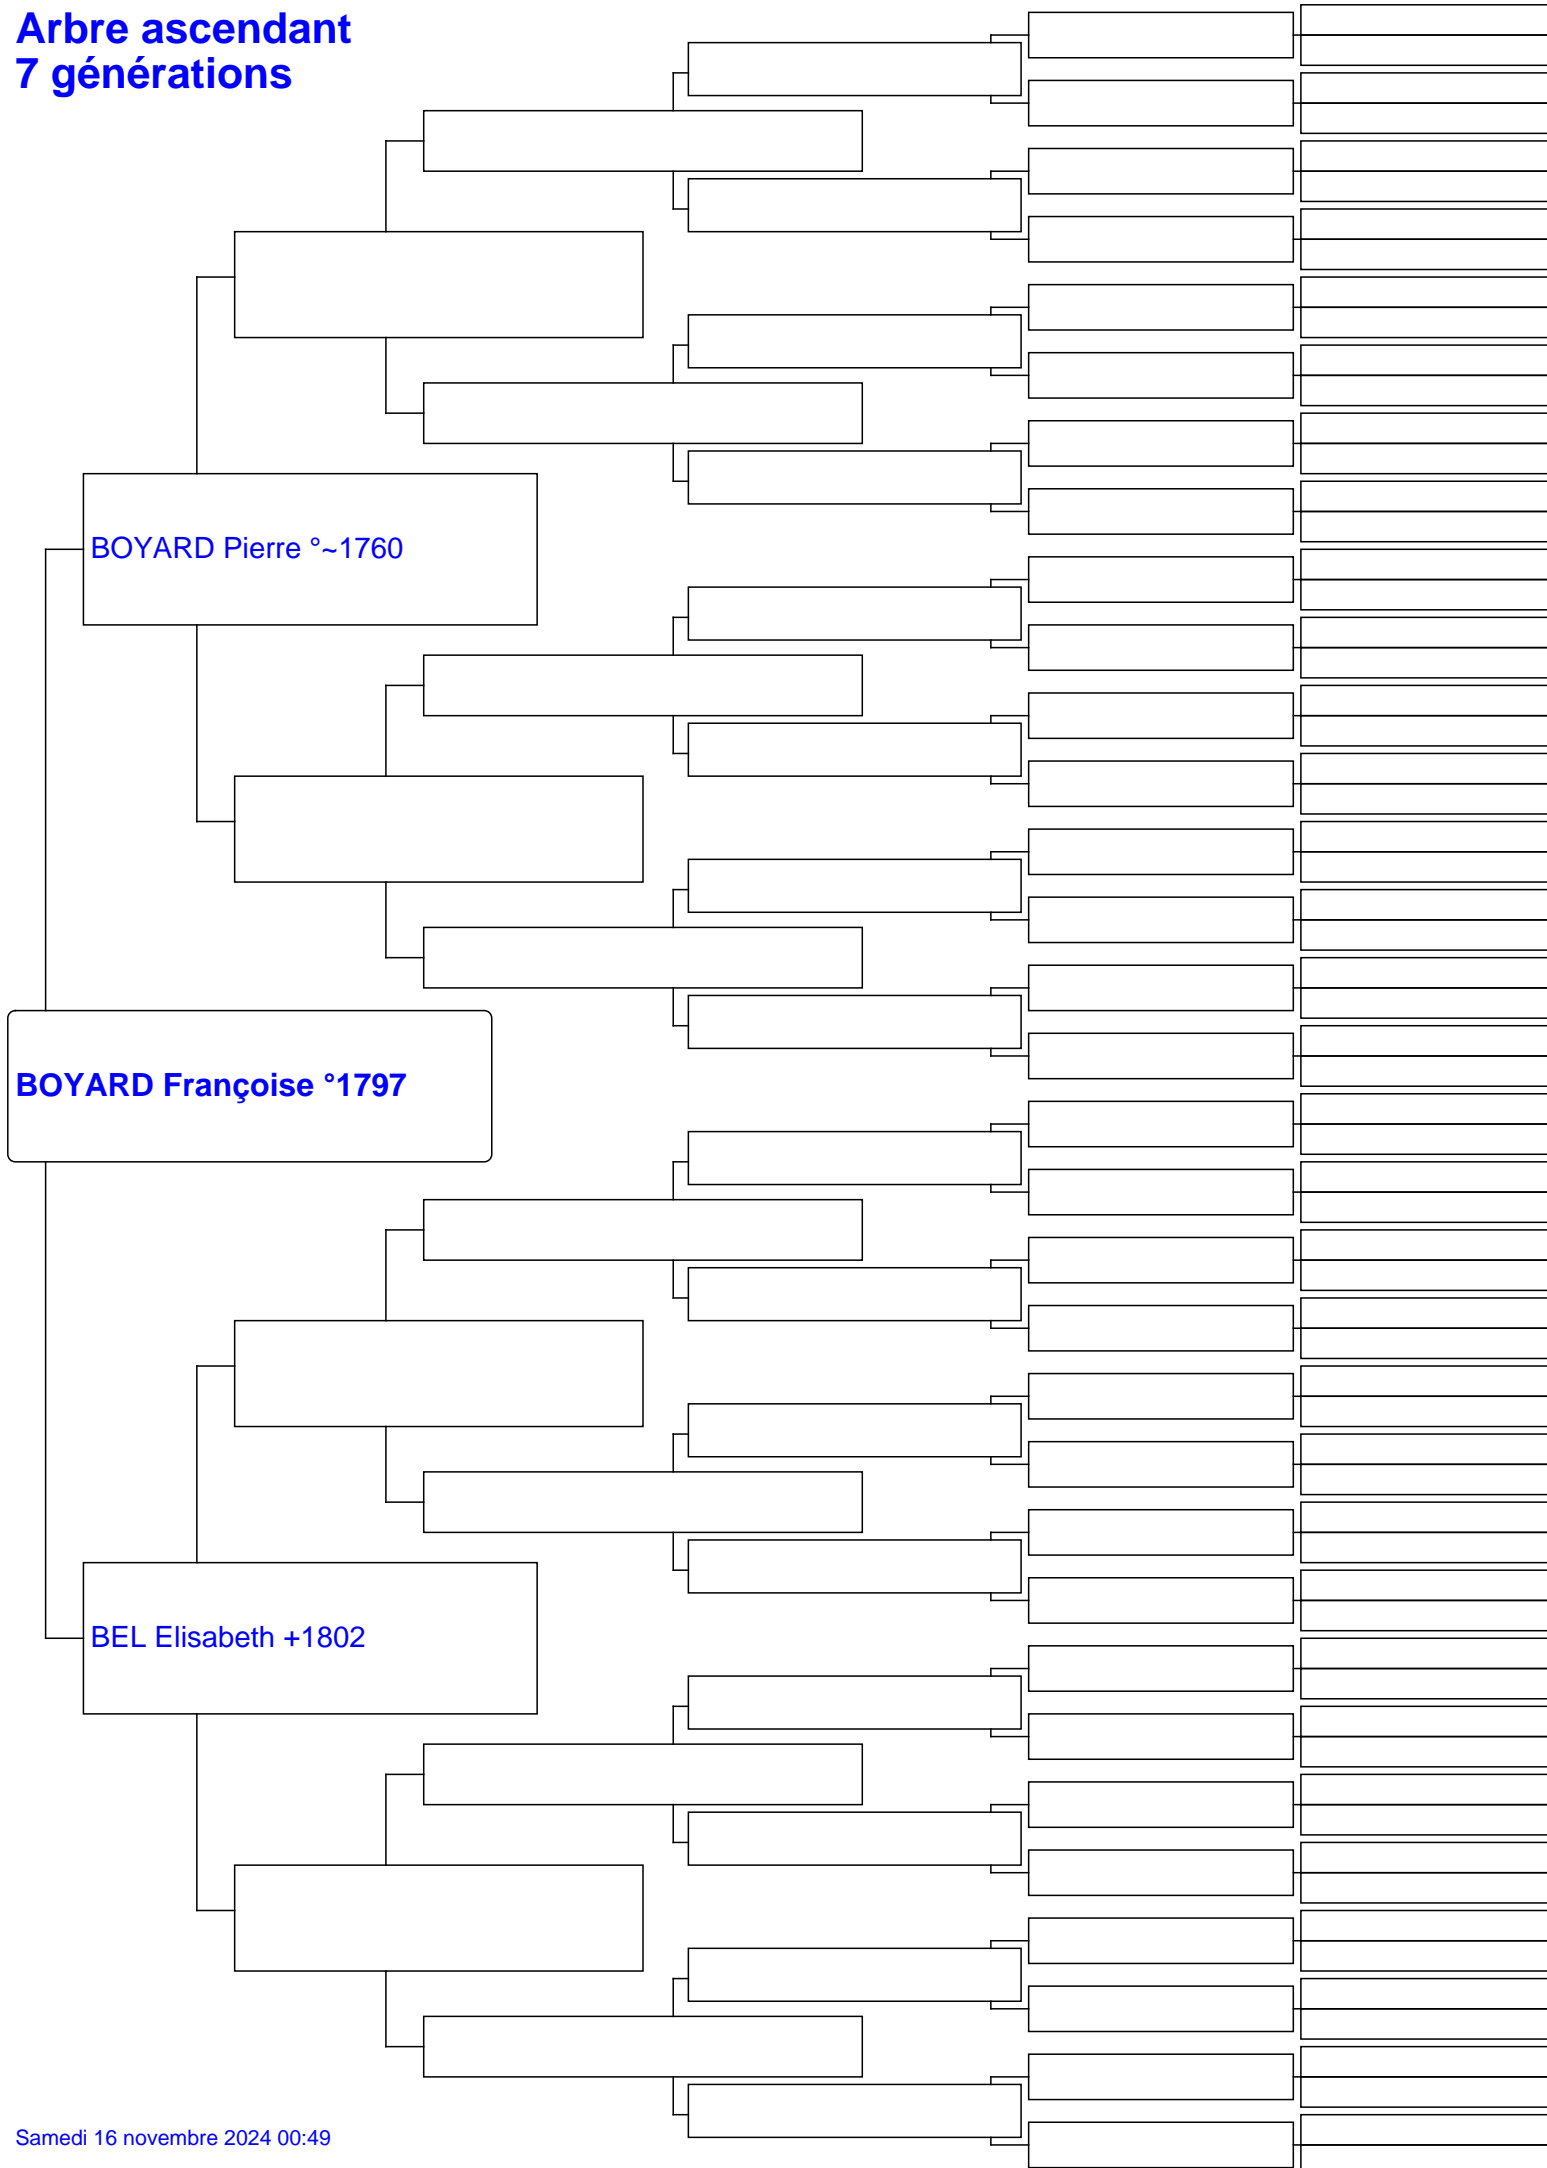 Arbre ascendant
7 générations
BOYARD Pierre °~1760
BOYARD Françoise °1797
BEL Elisabeth +1802
Samedi 16 novembre 2024 00:49